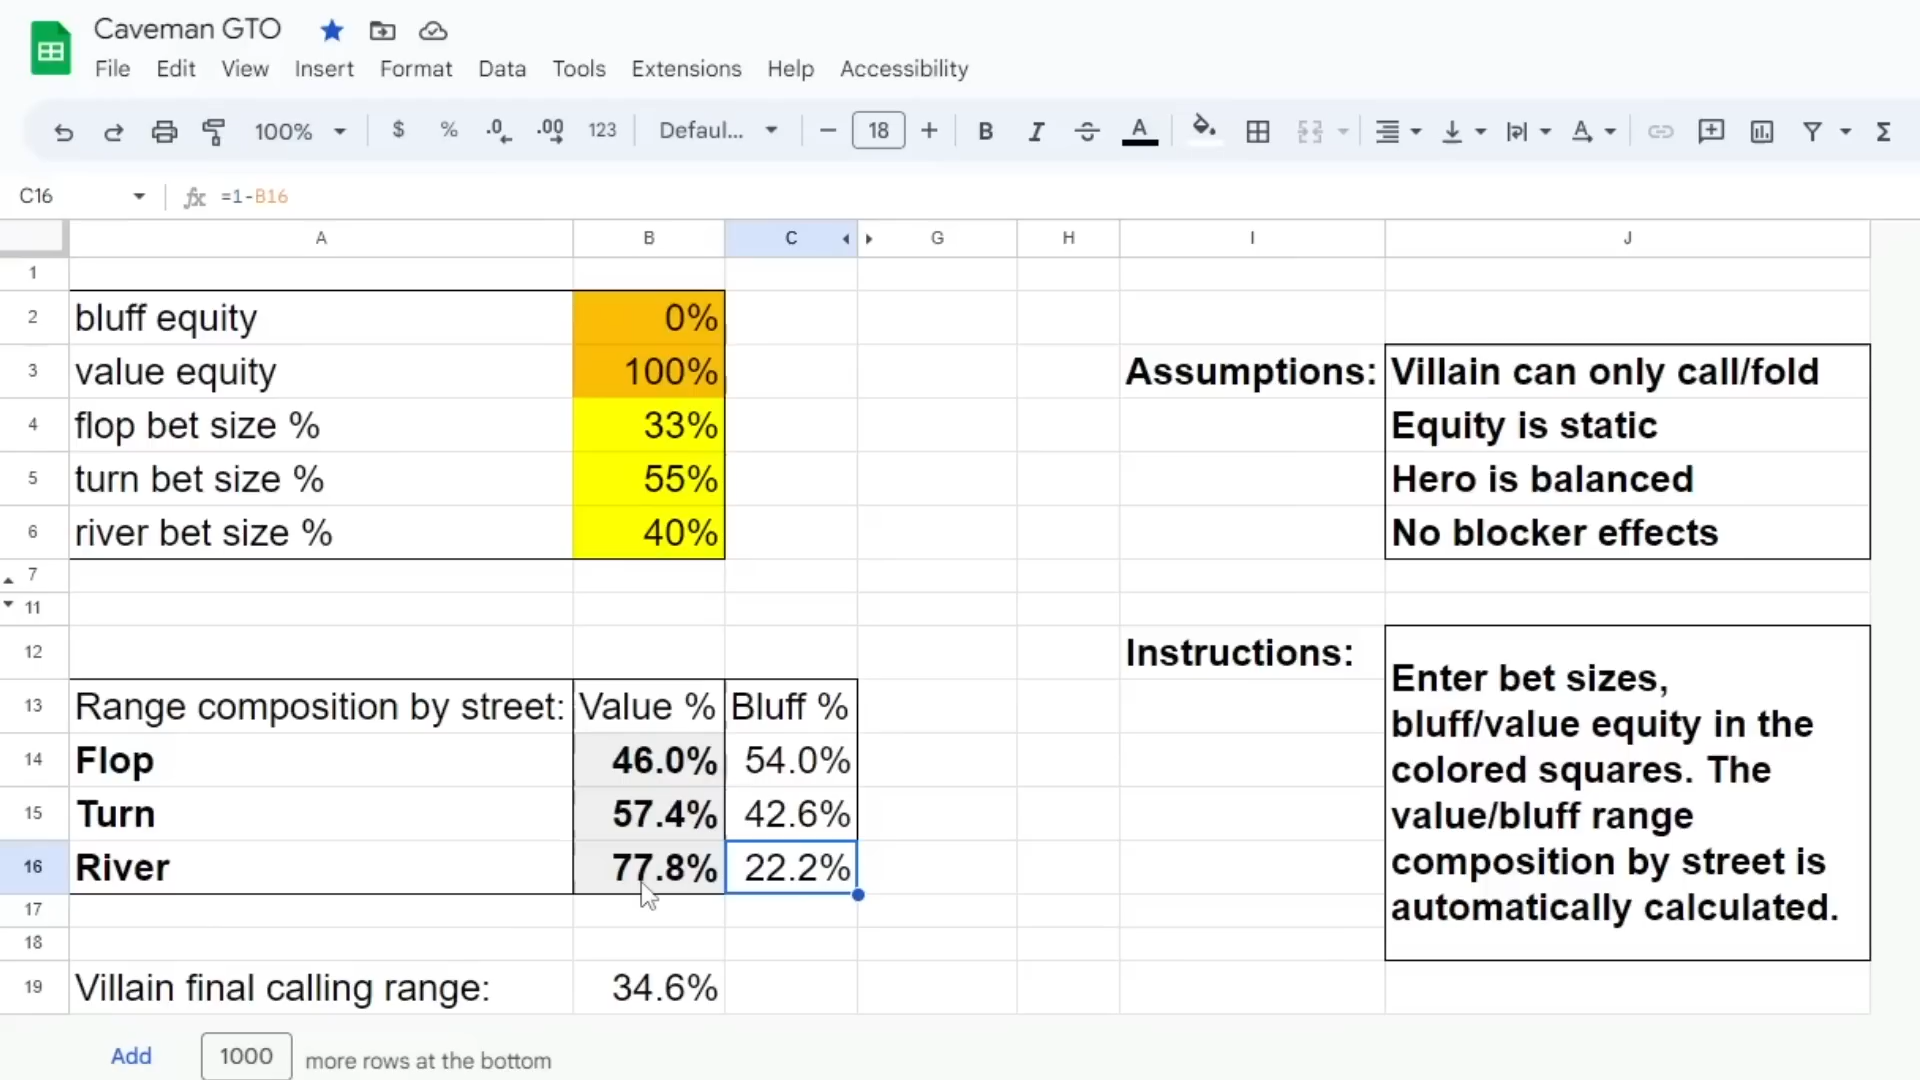 Caveman GTO
File Edit View Insert Format Data Tools Extensions Help Accessibility
100% $ % .0 .00 123 Defaul... − 18 + B I A A Σ
C16 fx =1-B16
A B C G H I J
1
2 bluff equity 0%
3 value equity 100% Assumptions: Villain can only call/fold
4 flop bet size % 33% Equity is static
5 turn bet size % 55% Hero is balanced
6 river bet size % 40% No blocker effects
7
11
12 Instructions:
Enter bet sizes,
bluff/value equity in the
colored squares. The
value/bluff range
composition by street is
automatically calculated.
13 Range composition by street: Value % Bluff %
14 Flop 46.0% 54.0%
15 Turn 57.4% 42.6%
16 River 77.8% 22.2%
17
18
19 Villain final calling range: 34.6%
Add 1000 more rows at the bottom